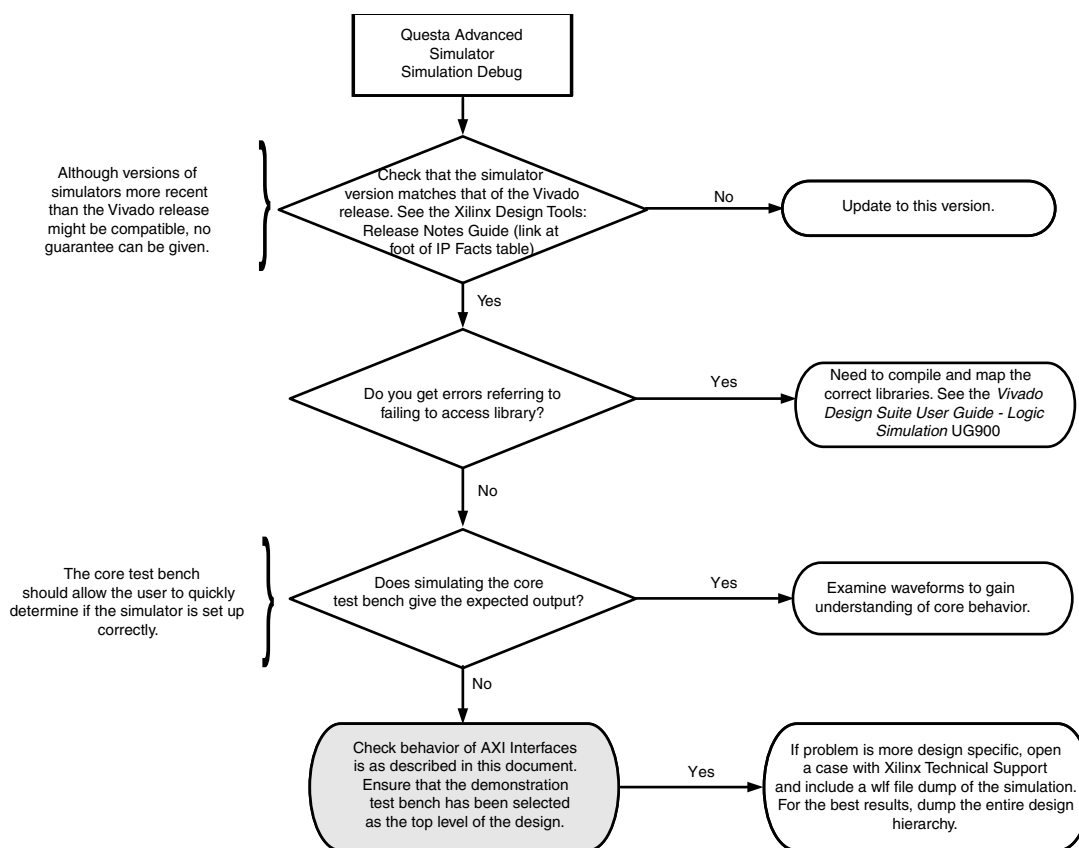 Questa Advanced
Simulator
Simulation Debug
Although versions of
simulators more recent
than the Vivado release
might be compatible, no
guarantee can be given.
Check that the simulator
version matches that of the Vivado
release. See the Xilinx Design Tools:
Release Notes Guide (link at
foot of IP Facts table)
No
Update to this version.
Yes
Do you get errors referring to
failing to access library?
Yes
Need to compile and map the
correct libraries. See the Vivado
Design Suite User Guide - Logic
Simulation UG900
No
The core test bench
should allow the user to quickly
determine if the simulator is set up
correctly.
Does simulating the core
test bench give the expected output?
Yes
Examine waveforms to gain
understanding of core behavior.
No
Check behavior of AXI Interfaces
is as described in this document.
Ensure that the demonstration
test bench has been selected
as the top level of the design.
Yes
If problem is more design specific, open
a case with Xilinx Technical Support
and include a wlf file dump of the simulation.
For the best results, dump the entire design
hierarchy.